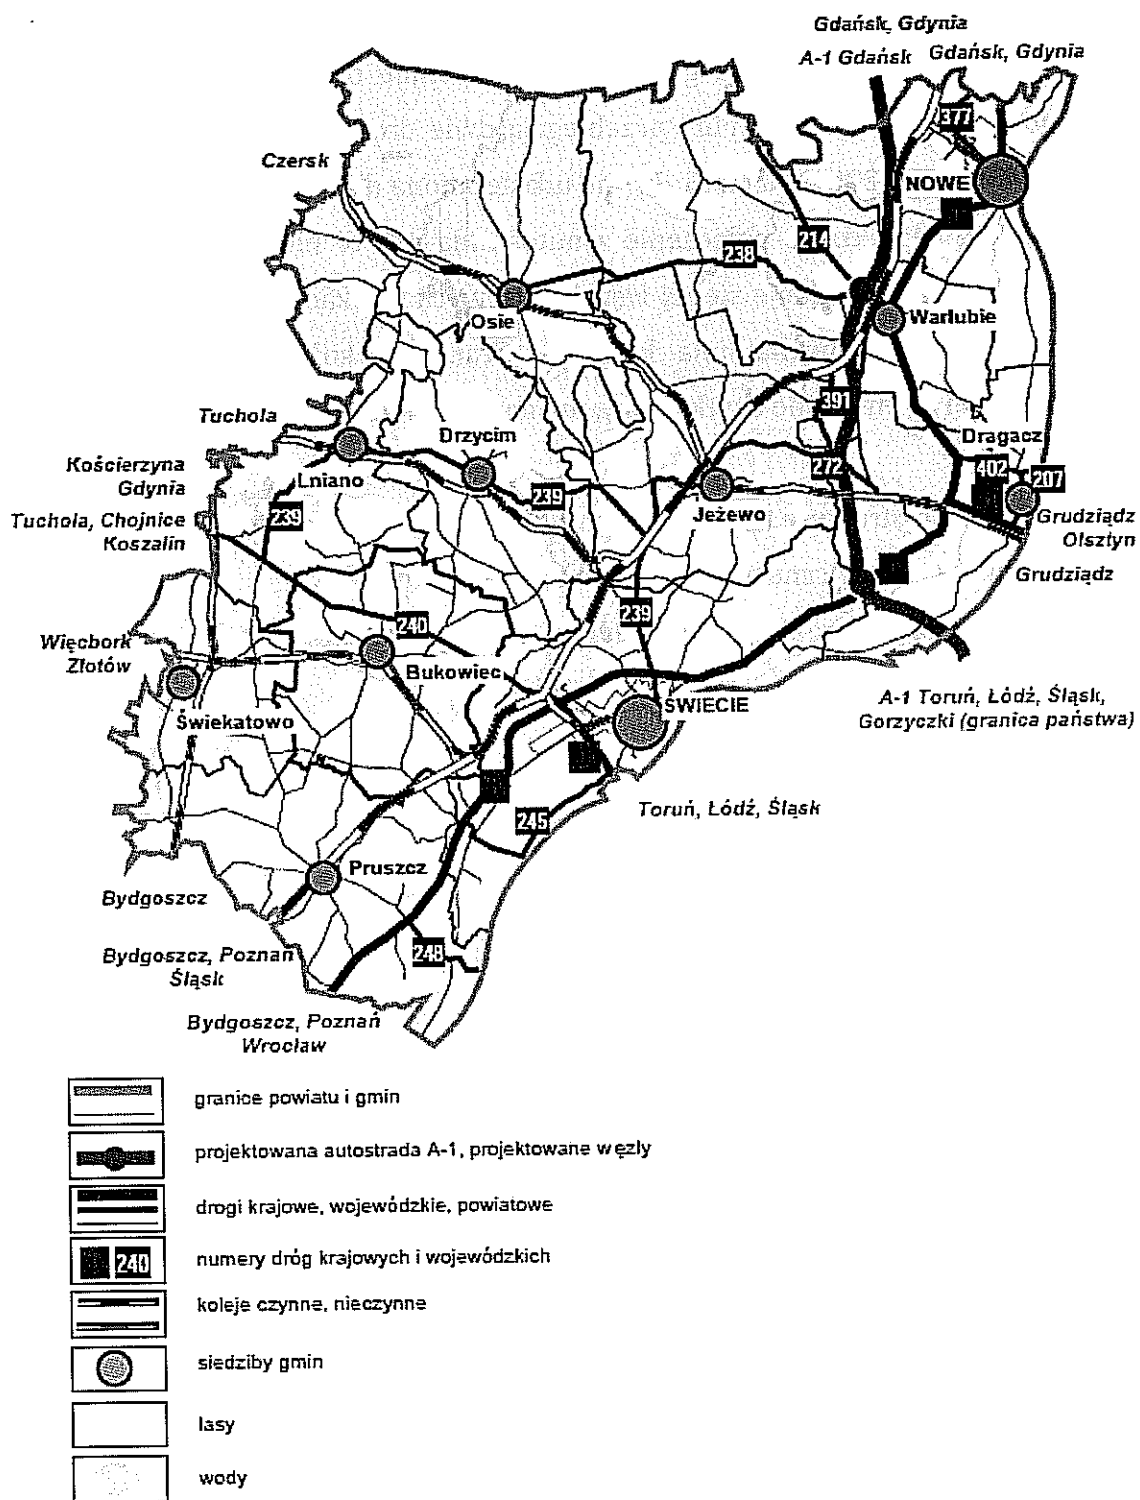 Gdańsk, Gdynia
A-1 Gdańsk
Gdańsk, Gdynia
377
Czersk
NOWE
214
238
Osie
Warlubie
391
Tuchola
Drzycim
Dragacz
Kościerzyna
Gdynia
Lniano
272
402
207
239
239
Jeżewo
Tuchola, Chojnice
Koszalin
Grudziądz
Olsztyn
Grudziądz
239
240
Więcbork
Złotów
Bukowiec
ŚWIECIE
Świekatowo
A-1 Toruń, Łódź, Śląsk,
Gorzyczki (granica państwa)
Toruń, Łódź, Śląsk
245
Pruszcz
Bydgoszcz
248
Bydgoszcz, Poznań
Śląsk
Bydgoszcz, Poznań
Wrocław
granice powiatu i gmin
projektowana autostrada A-1, projektowane węzły
drogi krajowe, wojewódzkie, powiatowe
240
numery dróg krajowych i wojewódzkich
koleje czynne, nieczynne
siedziby gmin
lasy
wody